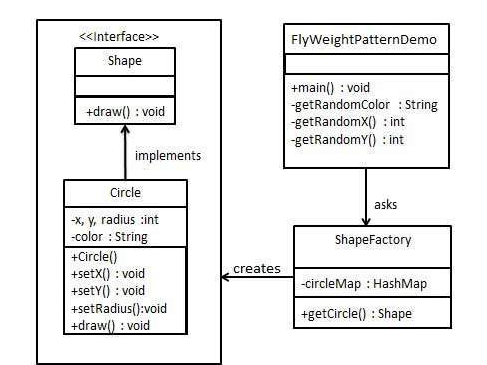 <<Interface>>
Shape
+draw() : void
implements
Circle
-x, y, radius :int
-color : String
+Circle()
+setX() : void
+setY() : void
+setRadius():void
+draw() : void
FlyWeightPatternDemo
+main() : void
-getRandomColor : String
-getRandomX() : int
-getRandomY() : int
asks
ShapeFactory
-circleMap : HashMap
+getCircle() : Shape
creates